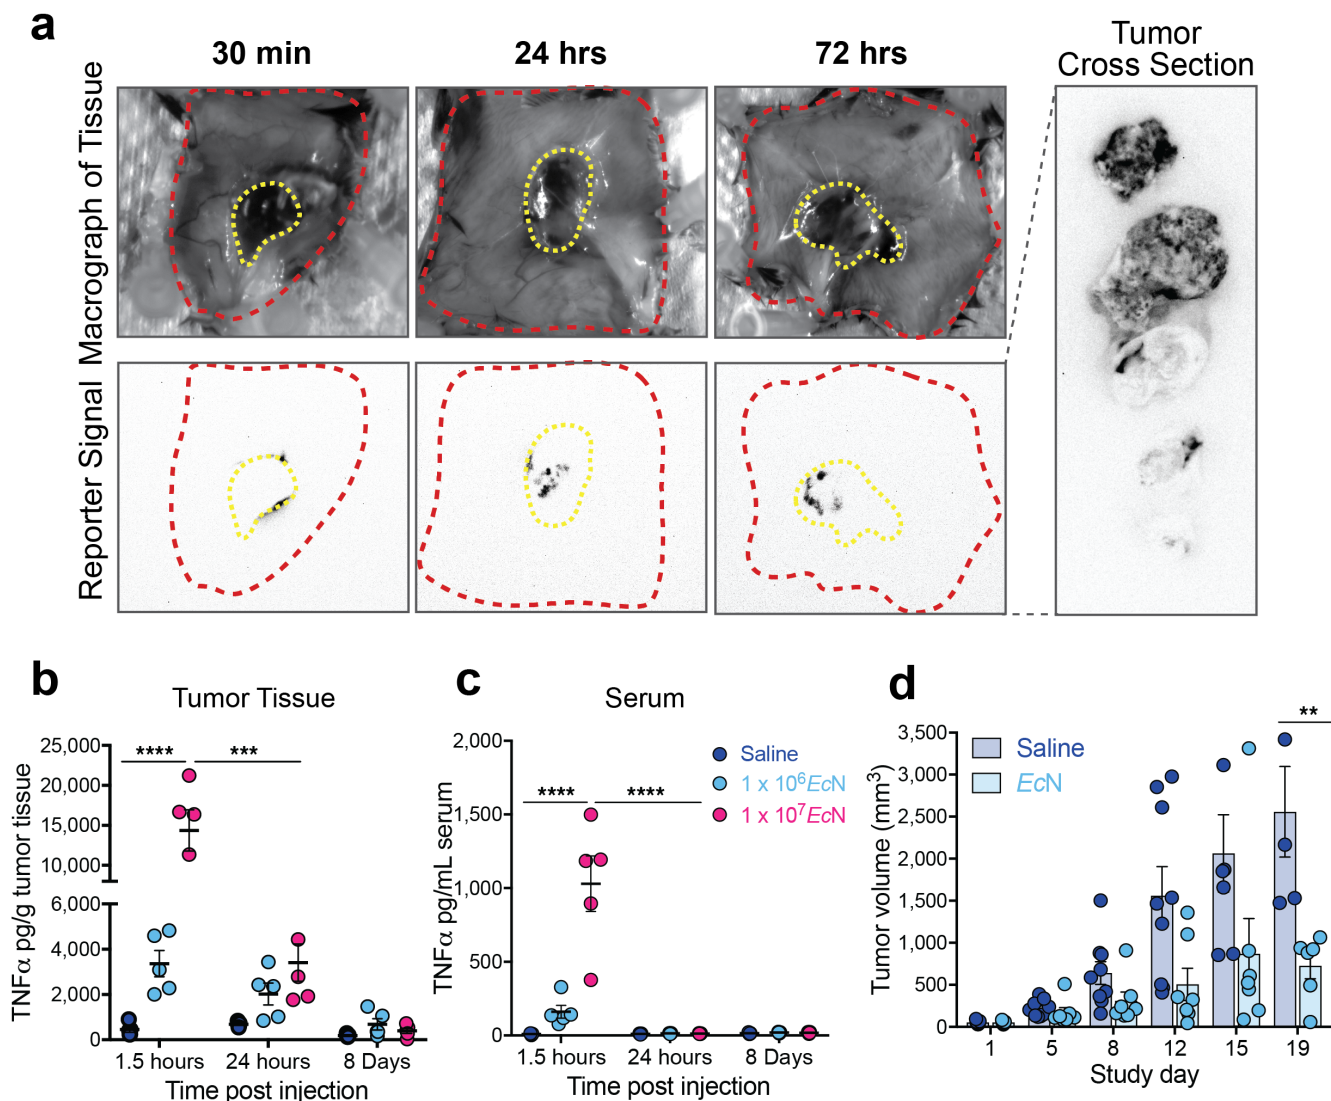 a
30 min
24 hrs
72 hrs
Tumor
Cross Section
Macrograph of Tissue
Reporter Signal
b
Tumor Tissue
TNFα pg/g tumor tissue
25,000
20,000
15,000
10,000
6,000
4,000
2,000
0
**** ***
1.5 hours
24 hours
8 Days
Time post injection
c
Serum
TNFα pg/mL serum
2,000
1,500
1,000
500
0
**** ****
Saline
1 x 10⁶ EcN
1 x 10⁷ EcN
1.5 hours
24 hours
8 Days
Time post injection
d
Tumor volume (mm³)
3,500
3,000
2,500
2,000
1,500
1,000
500
0
Saline
EcN
**
1
5
8
12
15
19
Study day